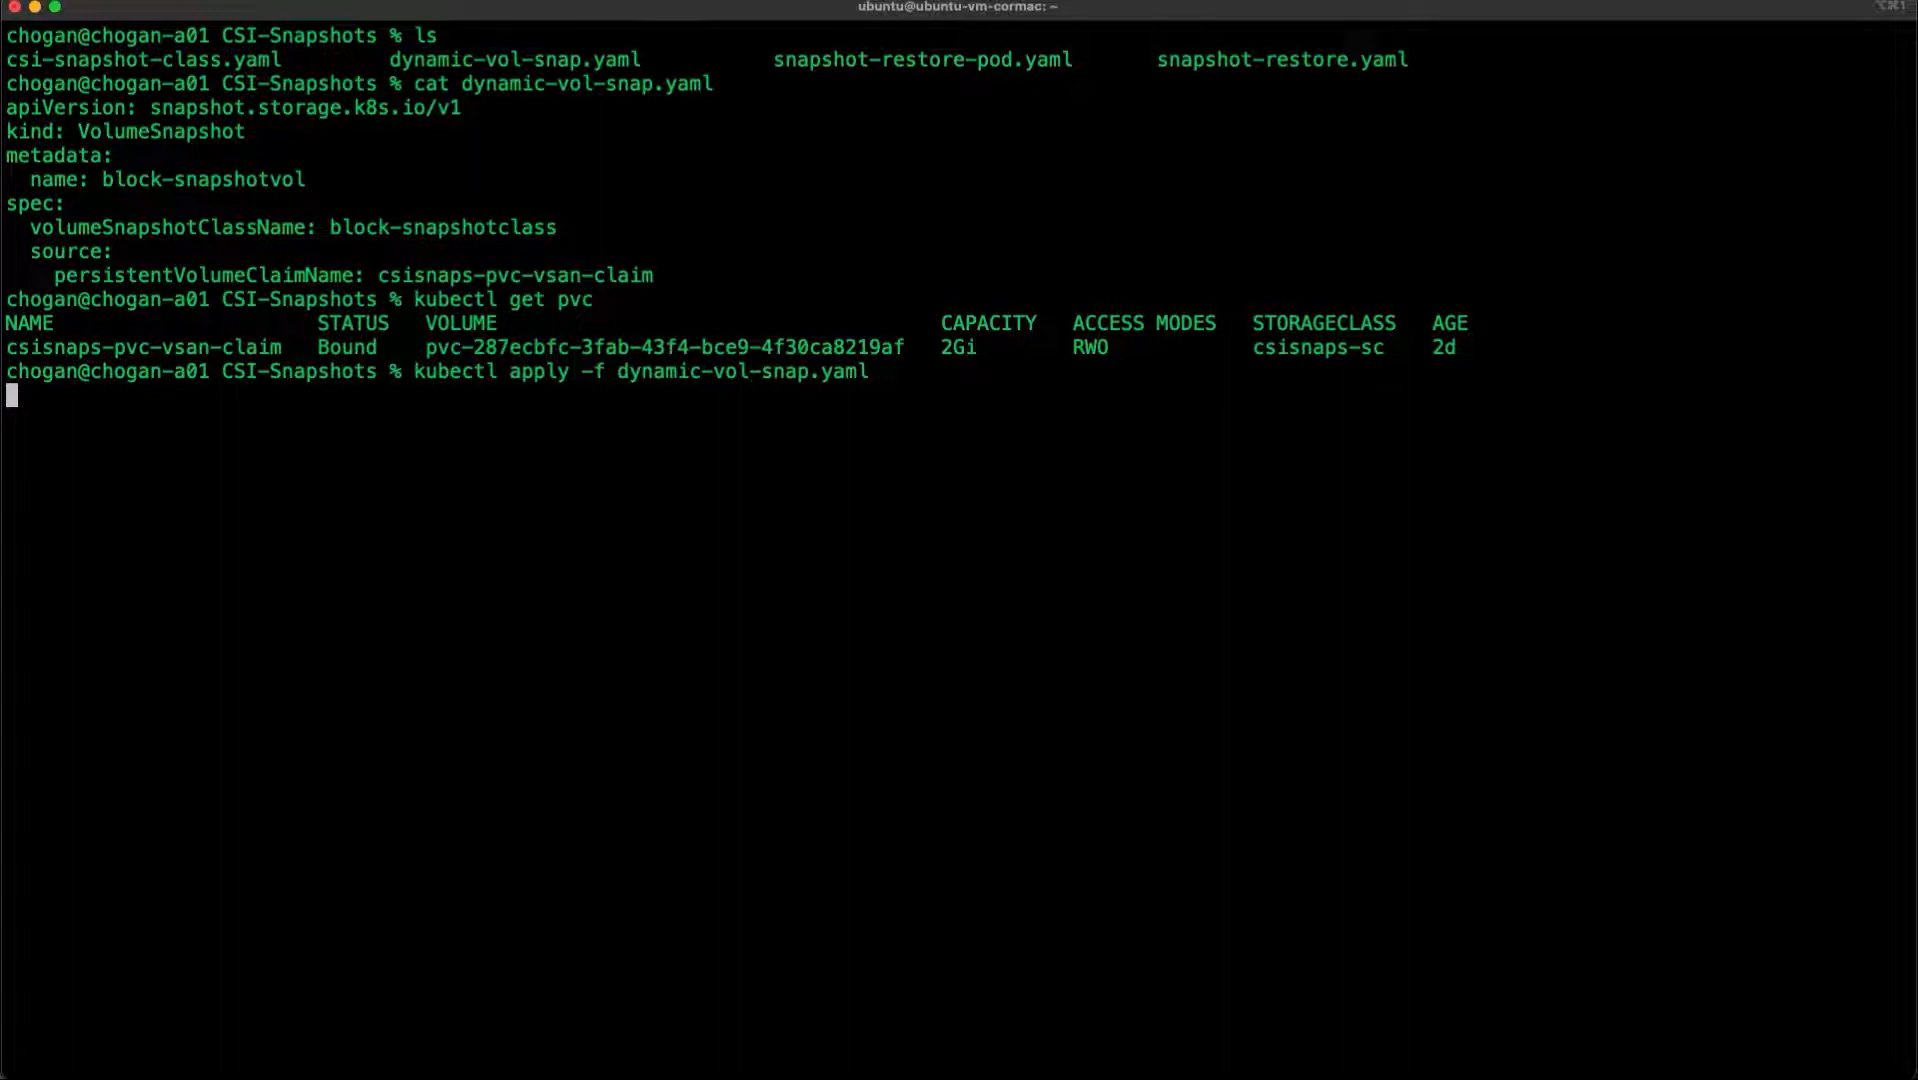 ubuntu@ubuntu-vm-cormac: ~
⌥⌘1
chogan@chogan-a01 CSI-Snapshots % ls
csi-snapshot-class.yaml         dynamic-vol-snap.yaml           snapshot-restore-pod.yaml       snapshot-restore.yaml
chogan@chogan-a01 CSI-Snapshots % cat dynamic-vol-snap.yaml
apiVersion: snapshot.storage.k8s.io/v1
kind: VolumeSnapshot
metadata:
  name: block-snapshotvol
spec:
  volumeSnapshotClassName: block-snapshotclass
  source:
    persistentVolumeClaimName: csisnaps-pvc-vsan-claim
chogan@chogan-a01 CSI-Snapshots % kubectl get pvc
NAME                      STATUS   VOLUME                                     CAPACITY   ACCESS MODES   STORAGECLASS   AGE
csisnaps-pvc-vsan-claim   Bound    pvc-287ecbfc-3fab-43f4-bce9-4f30ca8219af   2Gi        RWO            csisnaps-sc    2d
chogan@chogan-a01 CSI-Snapshots % kubectl apply -f dynamic-vol-snap.yaml